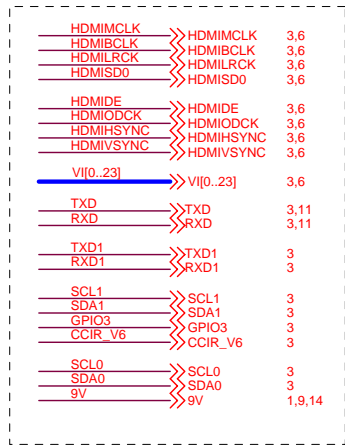 HDMIMCLK HDMIMCLK 3,6
HDMIBCLK HDMIBCLK 3,6
HDMILRCK HDMILRCK 3,6
HDMISD0 HDMISD0 3,6
HDMIDE HDMIDE 3,6
HDMIODCK HDMIODCK 3,6
HDMIHSYNC HDMIHSYNC 3,6
HDMIVSYNC HDMIVSYNC 3,6
VI[0..23] VI[0..23] 3,6
TXD TXD 3,11
RXD RXD 3,11
TXD1 TXD1 3
RXD1 RXD1 3
SCL1 SCL1 3
SDA1 SDA1 3
GPIO3 GPIO3 3
CCIR_V6 CCIR_V6 3
SCL0 SCL0 3
SDA0 SDA0 3
9V 9V 1,9,14